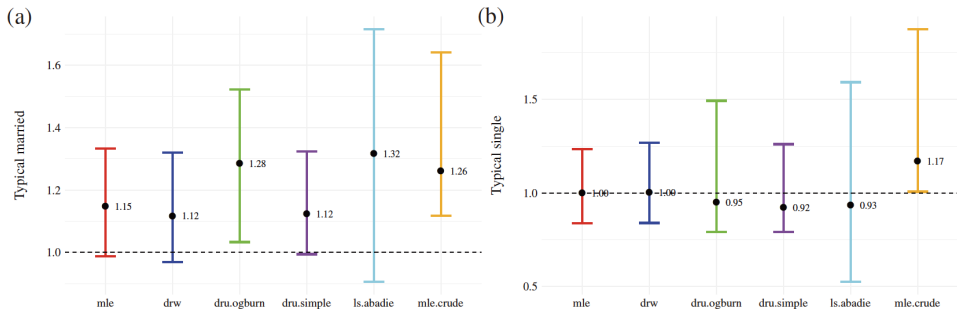 (a)
Typical married
1.6
1.4
1.2
1.0
1.15
1.12
1.28
1.12
1.32
1.26
mle
drw
dru.ogburn
dru.simple
ls.abadie
mle.crude
(b)
Typical single
1.5
1.0
0.5
1.00
1.00
0.95
0.92
0.93
1.17
mle
drw
dru.ogburn
dru.simple
ls.abadie
mle.crude